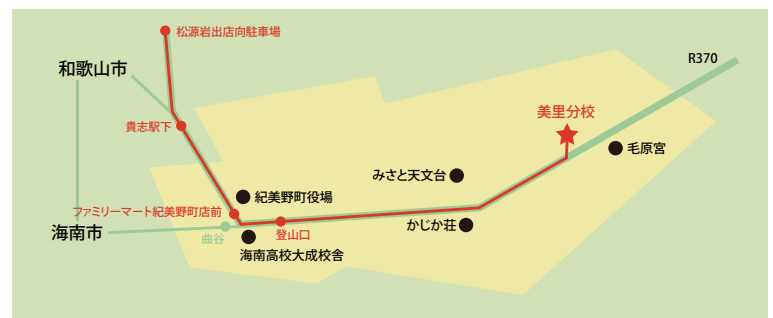 松源岩出店向駐車場
R370
和歌山市
美里分校
貴志駅下
毛原宮
みさと天文台
紀美野町役場
ファミリーマート紀美野町店前
かじか荘
海南市
曲谷
登山口
海南高校大成校舎